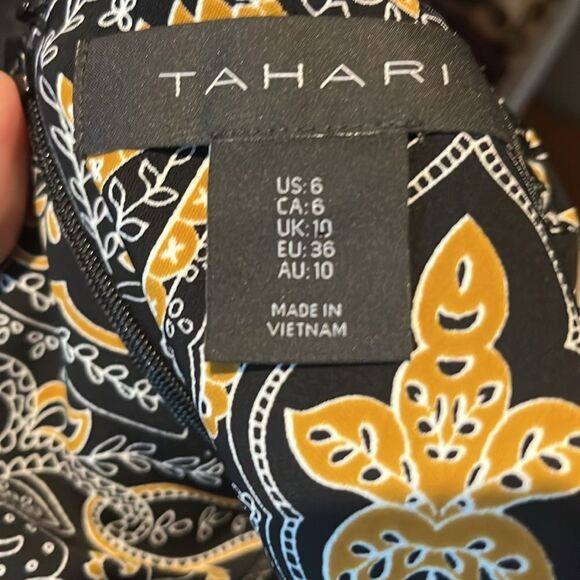 TAHARI
US: 6
CA: 6
UK: 10
EU: 36
AU: 10
MADE IN
VIETNAM